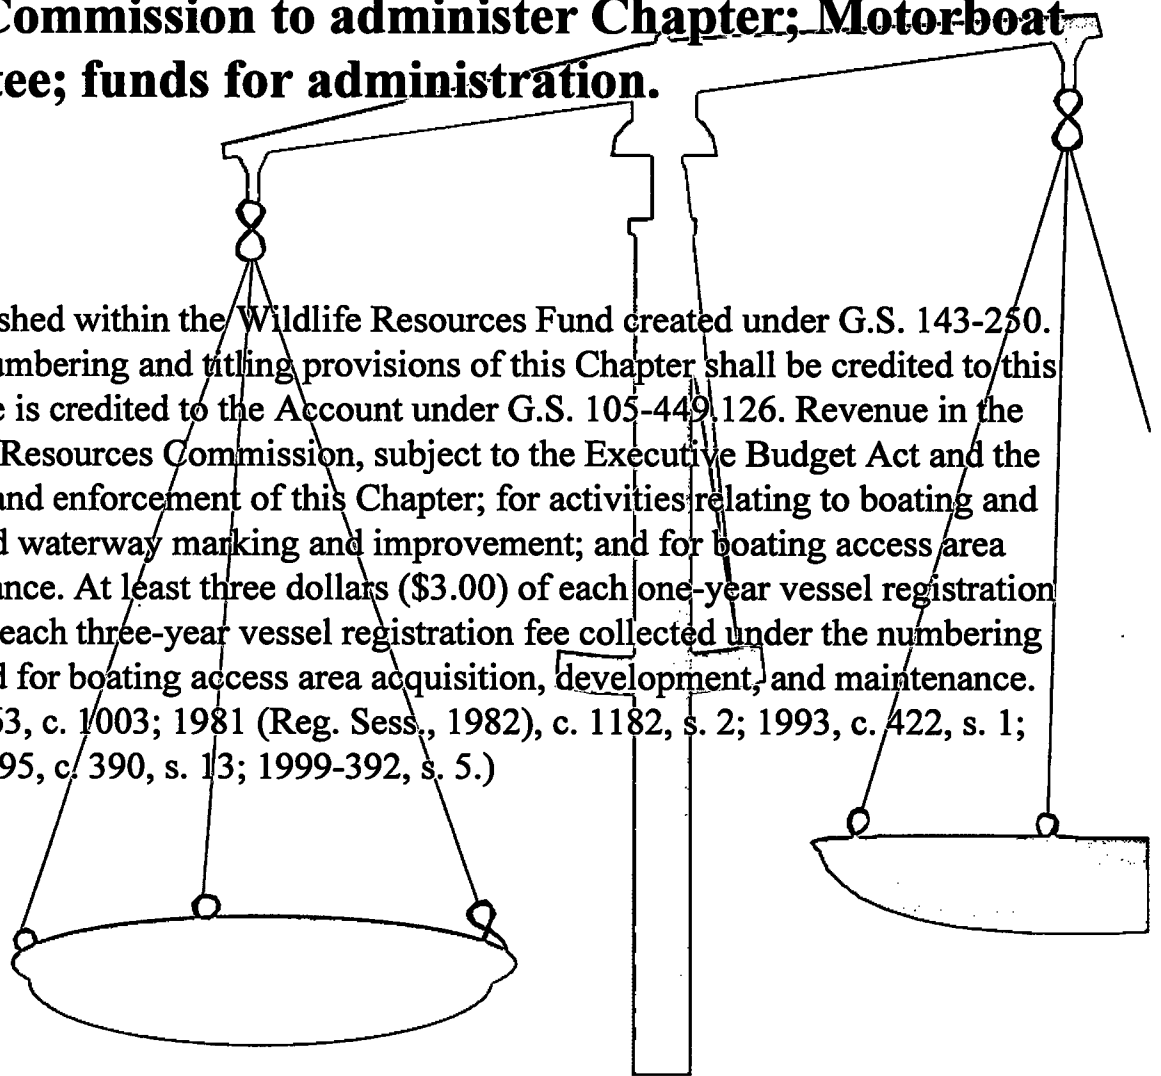 Commission to administer Chapter; Motorboat
tee; funds for administration.
shed within the Wildlife Resources Fund created under G.S. 143-250.
umbering and titling provisions of this Chapter shall be credited to this
e is credited to the Account under G.S. 105-449.126. Revenue in the
Resources Commission, subject to the Executive Budget Act and the
and enforcement of this Chapter; for activities relating to boating and
d waterway marking and improvement; and for boating access area
ance. At least three dollars ($3.00) of each one-year vessel registration
each three-year vessel registration fee collected under the numbering
d for boating access area acquisition, development, and maintenance.
53, c. 1003; 1981 (Reg. Sess., 1982), c. 1182, s. 2; 1993, c. 422, s. 1;
95, c. 390, s. 13; 1999-392, s. 5.)